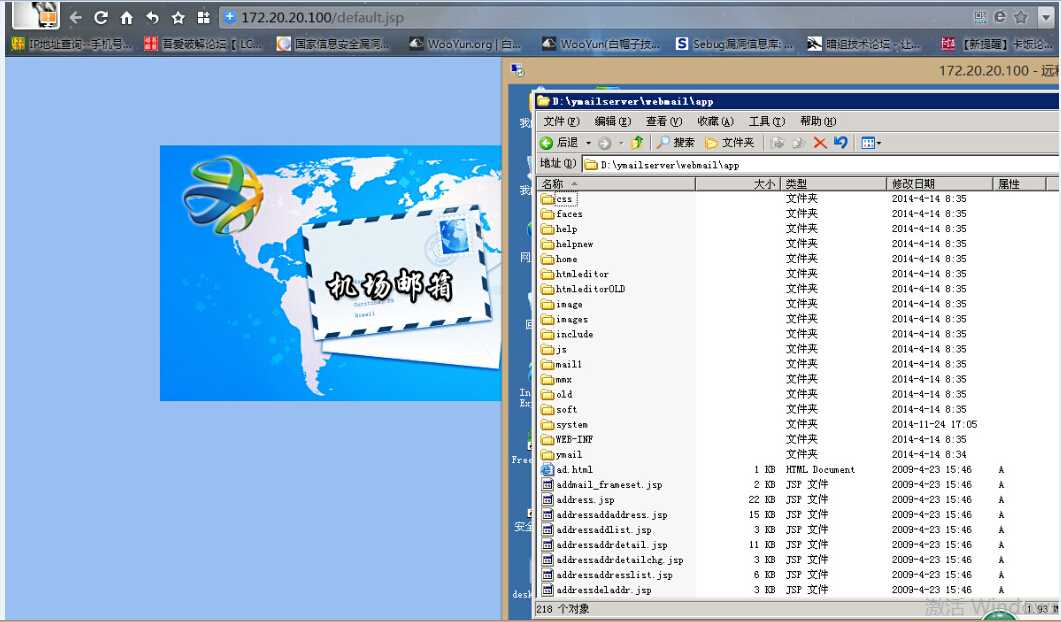 172.20.20.100/default.jsp
IP地址查询--手机号... 吾爱破解论坛【 LC... 国家信息安全漏洞... WooYun.org | 白... WooYun(白帽子技... Sebug漏洞信息库: ... 暗组技术论坛 - 让... 【新提醒】卡饭论...
172.20.20.100 - 远程
机场邮箱
D:\ymailserver\webmail\app
文件(F) 编辑(E) 查看(V) 收藏(A) 工具(T) 帮助(H)
后退 搜索 文件夹
地址(D) D:\ymailserver\webmail\app
名称 大小 类型 修改日期 属性
css 文件夹 2014-4-14 8:35
faces 文件夹 2014-4-14 8:35
help 文件夹 2014-4-14 8:35
helpnew 文件夹 2014-4-14 8:35
home 文件夹 2014-4-14 8:35
htmleditor 文件夹 2014-4-14 8:35
htmleditorOLD 文件夹 2014-4-14 8:35
image 文件夹 2014-4-14 8:35
images 文件夹 2014-4-14 8:35
include 文件夹 2014-4-14 8:35
js 文件夹 2014-4-14 8:35
mail1 文件夹 2014-4-14 8:35
mmx 文件夹 2014-4-14 8:35
old 文件夹 2014-4-14 8:35
soft 文件夹 2014-4-14 8:35
system 文件夹 2014-11-24 17:05
WEB-INF 文件夹 2014-4-14 8:35
ymail 文件夹 2014-4-14 8:34
ad.html 1 KB HTML Document 2009-4-23 15:46 A
addmail_frameset.jsp 2 KB JSP 文件 2009-4-23 15:46 A
address.jsp 22 KB JSP 文件 2009-4-23 15:46 A
addressaddaddress.jsp 15 KB JSP 文件 2009-4-23 15:46 A
addressaddlist.jsp 3 KB JSP 文件 2009-4-23 15:46 A
addressaddrdetail.jsp 11 KB JSP 文件 2009-4-23 15:46 A
addressaddrdetailchg.jsp 3 KB JSP 文件 2009-4-23 15:46 A
addressaddresslist.jsp 6 KB JSP 文件 2009-4-23 15:46 A
addressdeladdr.jsp 3 KB JSP 文件 2009-4-23 15:46 A
218 个对象 1.93
激活 Windows